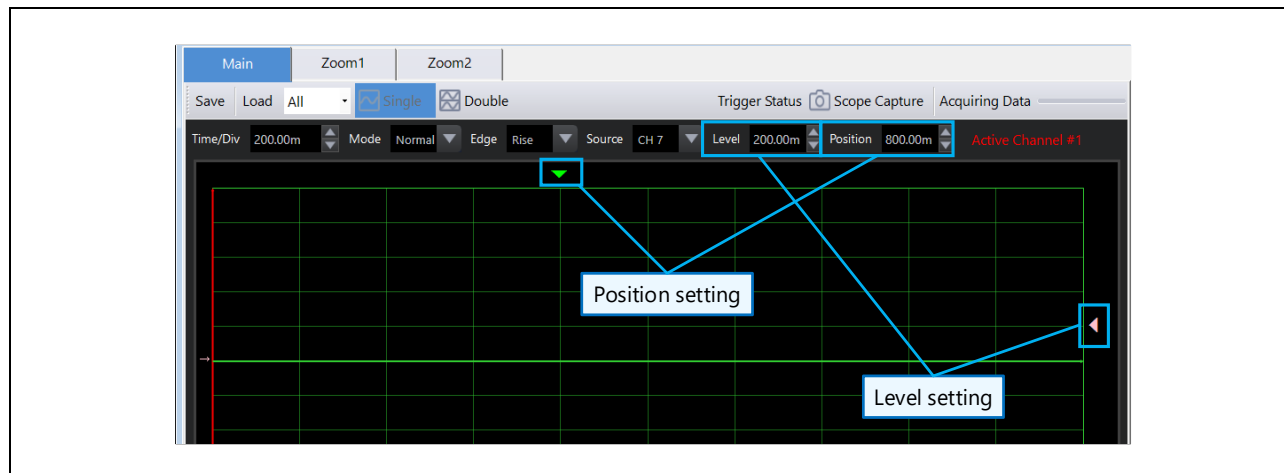 Main Zoom1 Zoom2
Save Load All Single Double Trigger Status Scope Capture Acquiring Data
Time/Div 200.00m Mode Normal Edge Rise Source CH 7 Level 200.00m Position 800.00m Active Channel #1
Position setting
Level setting